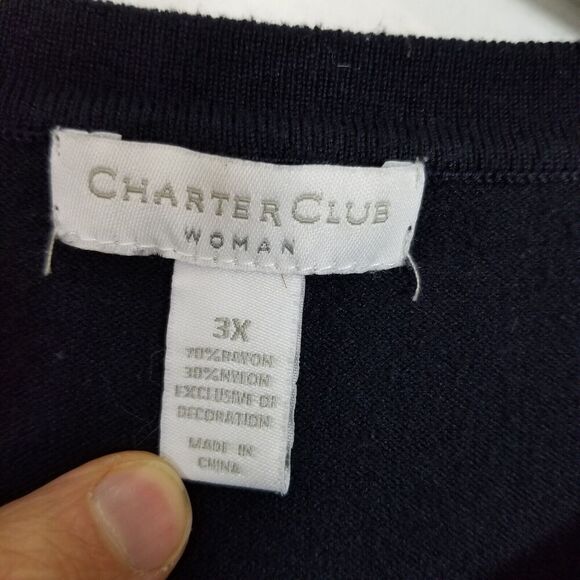 CHARTER CLUB
WOMAN
3X
70% RAYON
30% NYLON
EXCLUSIVE OF
DECORATION
MADE IN
CHINA